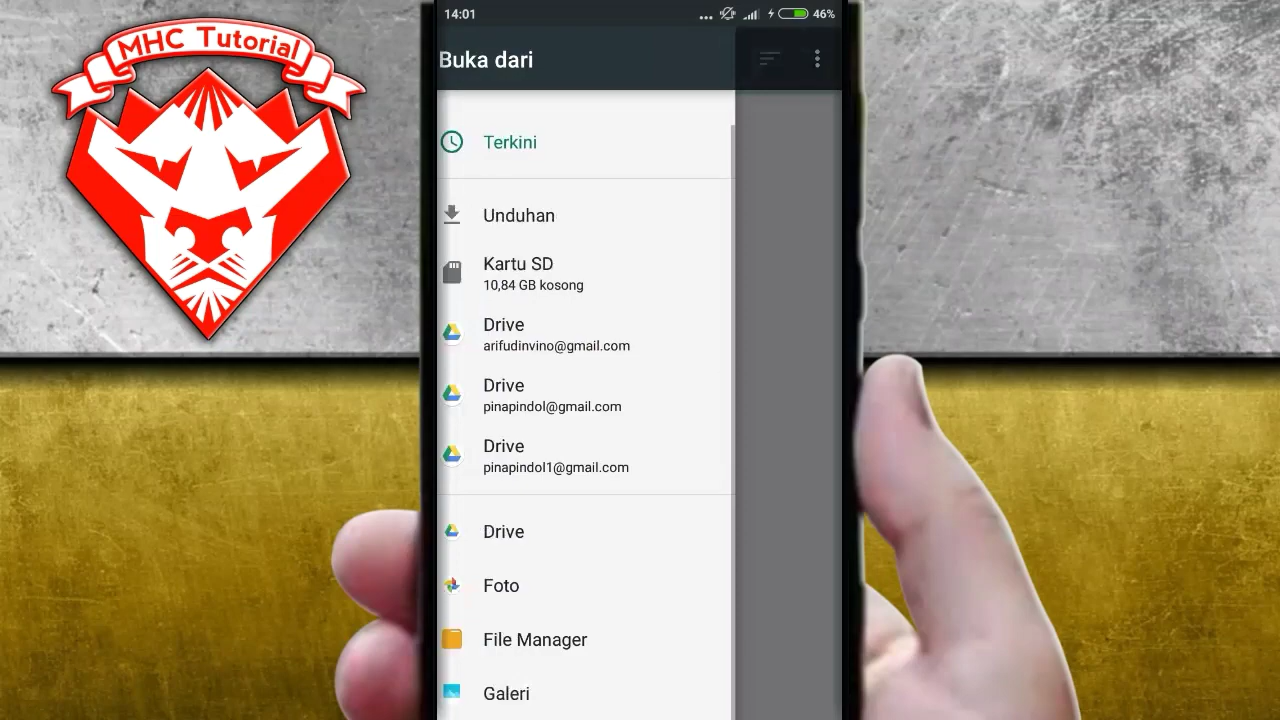 MHC Tutorial
14:01
46%
Buka dari
Terkini
Unduhan
Kartu SD
10,84 GB kosong
Drive
arifudinvino@gmail.com
Drive
pinapindol@gmail.com
Drive
pinapindol1@gmail.com
Drive
Foto
File Manager
Galeri